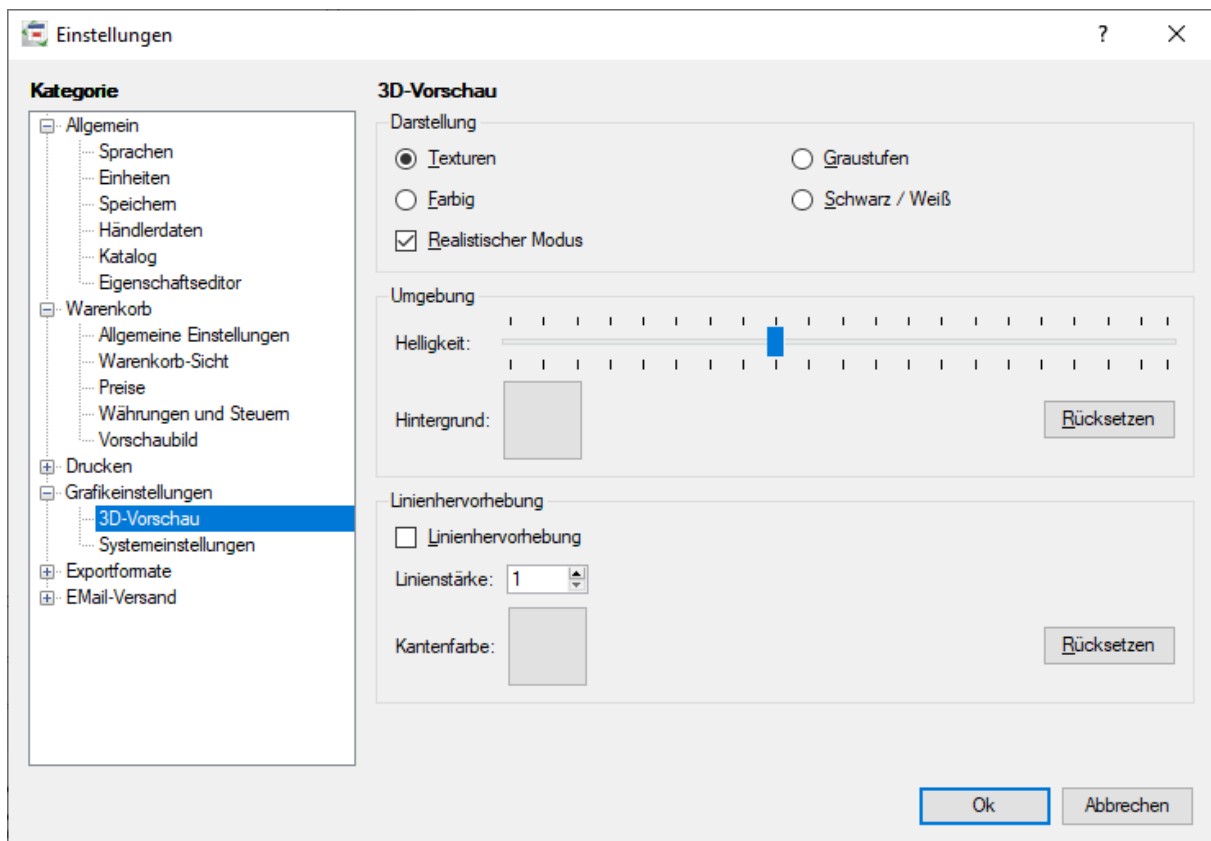 Einstellungen
?
Kategorie
Allgemein
Sprachen
Einheiten
Speichern
Händlerdaten
Katalog
Eigenschaftseditor
Warenkorb
Allgemeine Einstellungen
Warenkorb-Sicht
Preise
Währungen und Steuern
Vorschaubild
Drucken
Grafikeinstellungen
3D-Vorschau
Systemeinstellungen
Exportformate
EMail-Versand
3D-Vorschau
Darstellung
Texturen
Graustufen
Farbig
Schwarz / Weiß
Realistischer Modus
Umgebung
Helligkeit:
Hintergrund:
Rücksetzen
Linienhervorhebung
Linienhervorhebung
Linienstärke: 1
Kantenfarbe:
Rücksetzen
Ok
Abbrechen